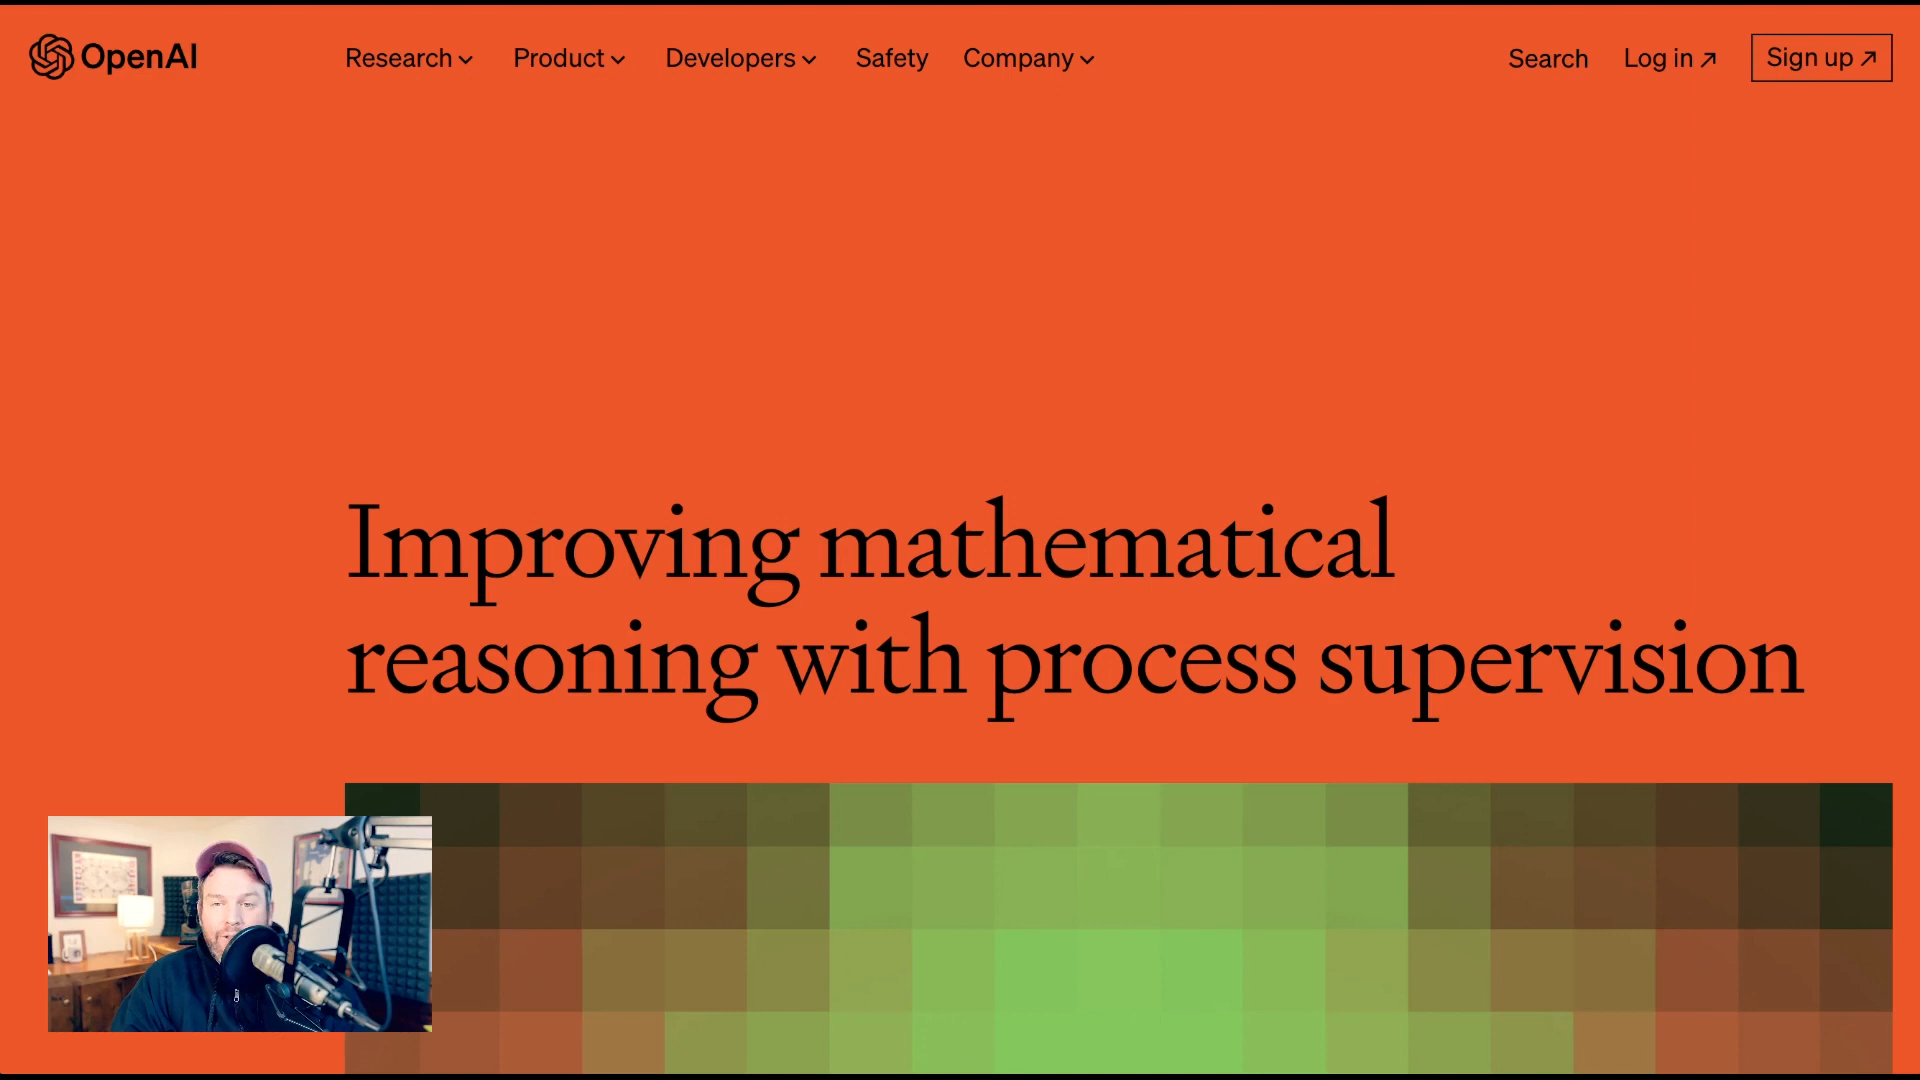 OpenAI
Research
Product
Developers
Safety
Company
Search
Log in
Sign up
Improving mathematical
reasoning with process supervision